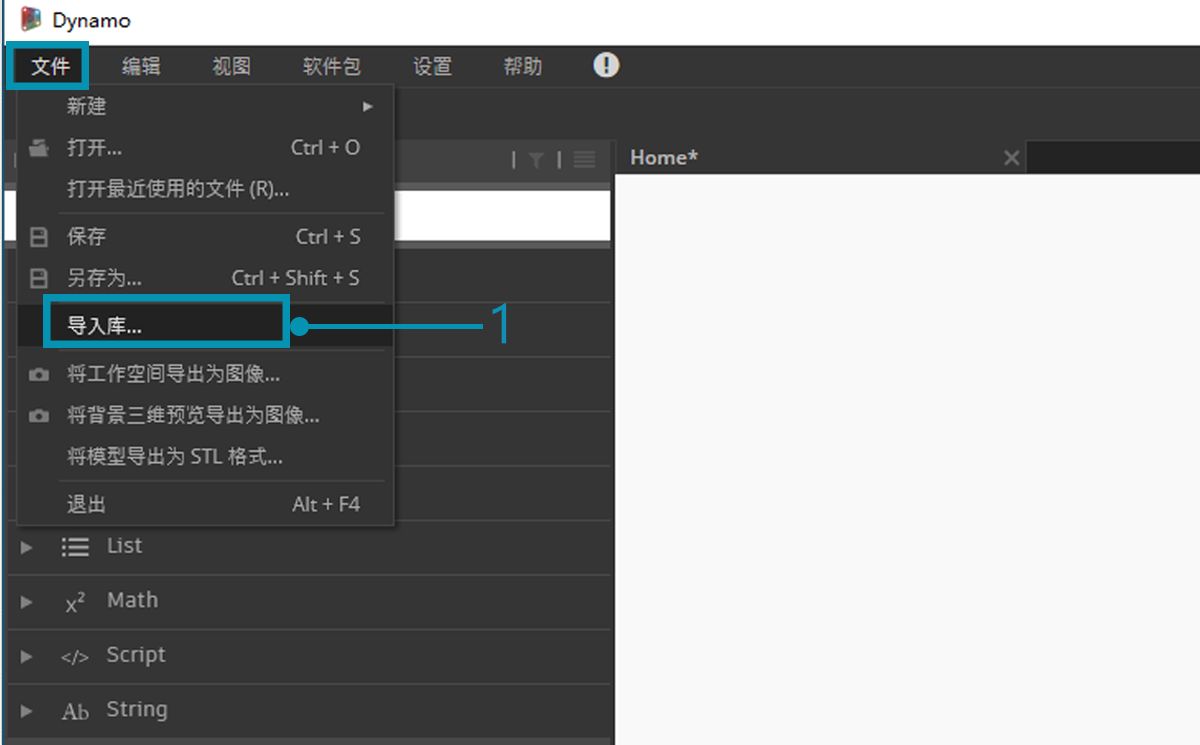 Dynamo
文件 编辑 视图 软件包 设置 帮助
新建
打开... Ctrl + O
Home*
打开最近使用的文件 (R)...
保存 Ctrl + S
另存为... Ctrl + Shift + S
导入库... 1
将工作空间导出为图像...
将背景三维预览导出为图像...
将模型导出为 STL 格式...
退出 Alt + F4
List
x² Math
</> Script
Ab String